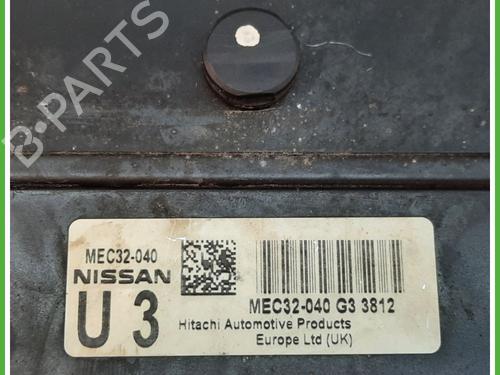 B-PARTS
MEC32-040
NISSAN
U 3
MEC32-040 G3 3812
Hitachi Automotive Products
Europe Ltd (UK)